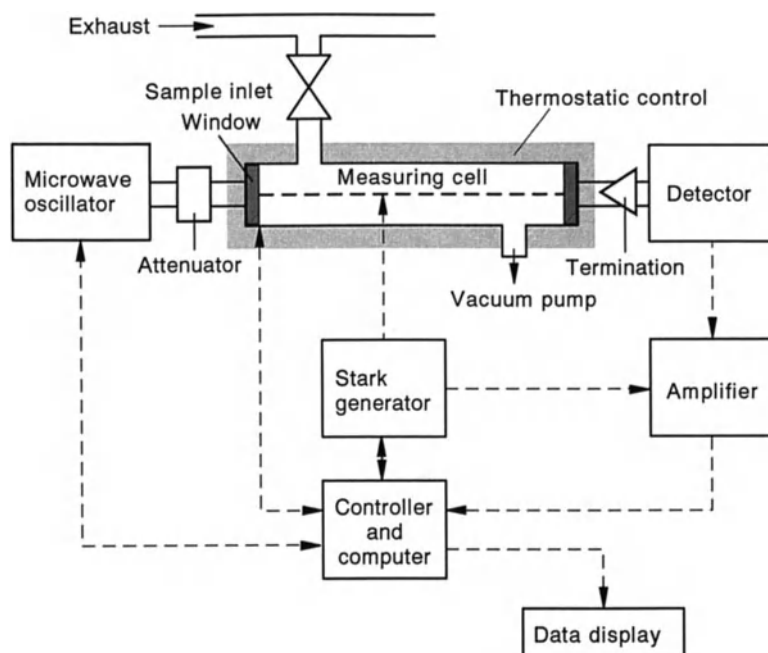 Exhaust
Sample inlet
Window
Thermostatic control
Microwave
oscillator
Measuring cell
Detector
Attenuator
Termination
Vacuum pump
Stark
generator
Amplifier
Controller
and
computer
Data display